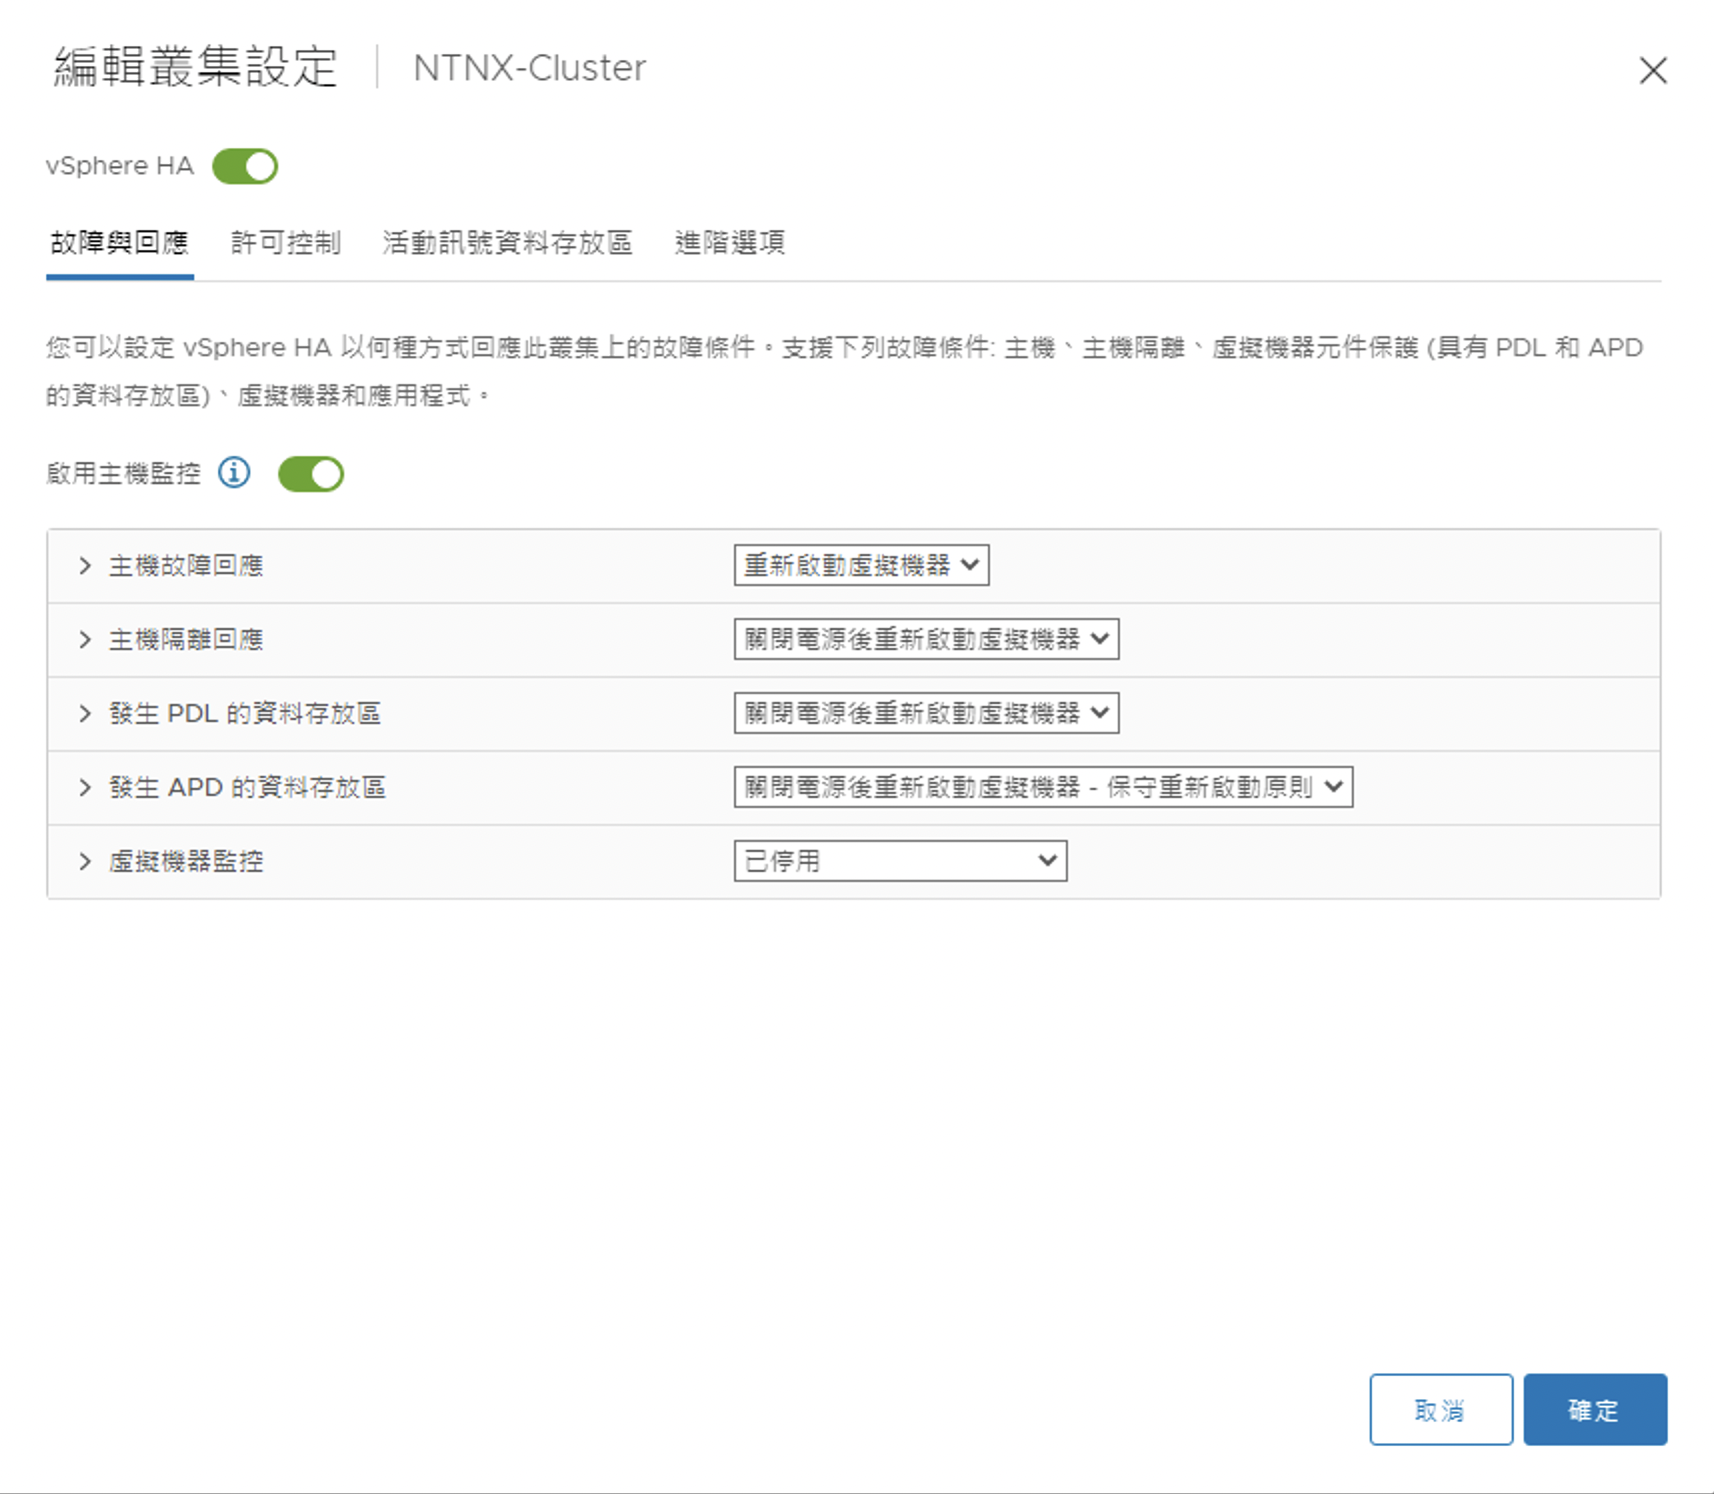 編輯叢集設定 NTNX-Cluster
vSphere HA
故障與回應 許可控制 活動訊號資料存放區 進階選項
您可以設定 vSphere HA 以何種方式回應此叢集上的故障條件。支援下列故障條件: 主機、主機隔離、虛擬機器元件保護 (具有 PDL 和 APD
的資料存放區)、虛擬機器和應用程式。
啟用主機監控
主機故障回應 重新啟動虛擬機器
主機隔離回應 關閉電源後重新啟動虛擬機器
發生 PDL 的資料存放區 關閉電源後重新啟動虛擬機器
發生 APD 的資料存放區 關閉電源後重新啟動虛擬機器 - 保守重新啟動原則
虛擬機器監控 已停用
取消 確定